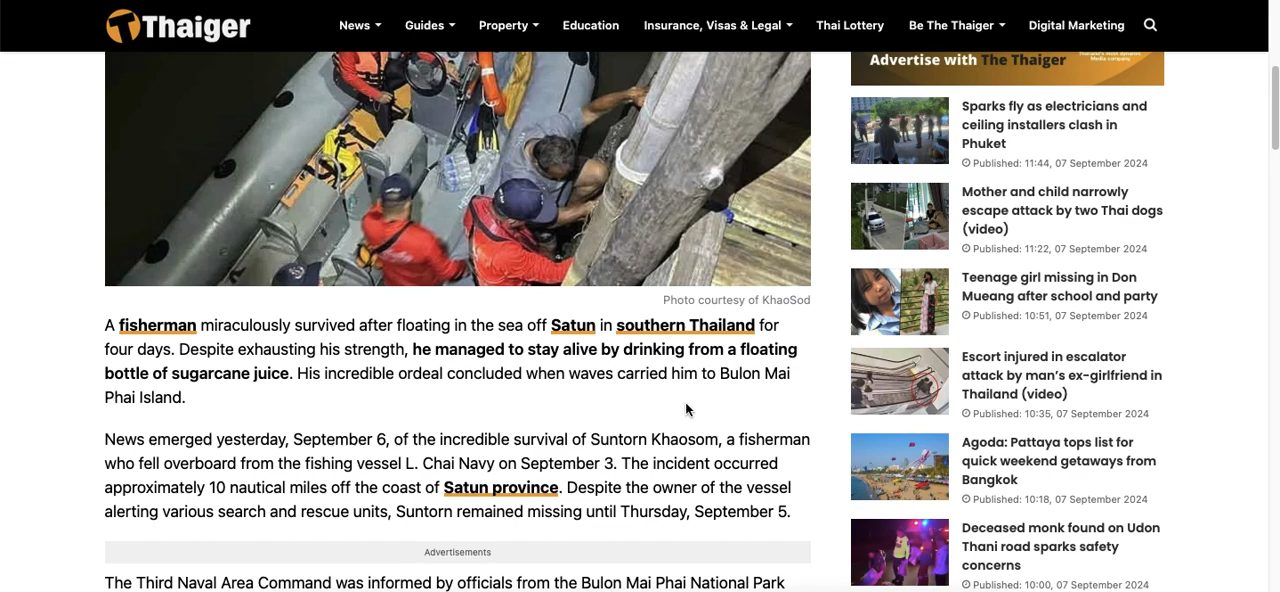 Thaiger
News
Guides
Property
Education
Insurance, Visas & Legal
Thai Lottery
Be The Thaiger
Digital Marketing
Advertise with The Thaiger
Photo courtesy of KhaoSod
A fisherman miraculously survived after floating in the sea off Satun in southern Thailand for
four days. Despite exhausting his strength, he managed to stay alive by drinking from a floating
bottle of sugarcane juice. His incredible ordeal concluded when waves carried him to Bulon Mai
Phai Island.
News emerged yesterday, September 6, of the incredible survival of Suntorn Khaosom, a fisherman
who fell overboard from the fishing vessel L. Chai Navy on September 3. The incident occurred
approximately 10 nautical miles off the coast of Satun province. Despite the owner of the vessel
alerting various search and rescue units, Suntorn remained missing until Thursday, September 5.
Advertisements
The Third Naval Area Command was informed by officials from the Bulon Mai Phai National Park
Sparks fly as electricians and
ceiling installers clash in
Phuket
Published: 11:44, 07 September 2024
Mother and child narrowly
escape attack by two Thai dogs
(video)
Published: 11:22, 07 September 2024
Teenage girl missing in Don
Mueang after school and party
Published: 10:51, 07 September 2024
Escort injured in escalator
attack by man's ex-girlfriend in
Thailand (video)
Published: 10:35, 07 September 2024
Agoda: Pattaya tops list for
quick weekend getaways from
Bangkok
Published: 10:18, 07 September 2024
Deceased monk found on Udon
Thani road sparks safety
concerns
Published: 10:00, 07 September 2024